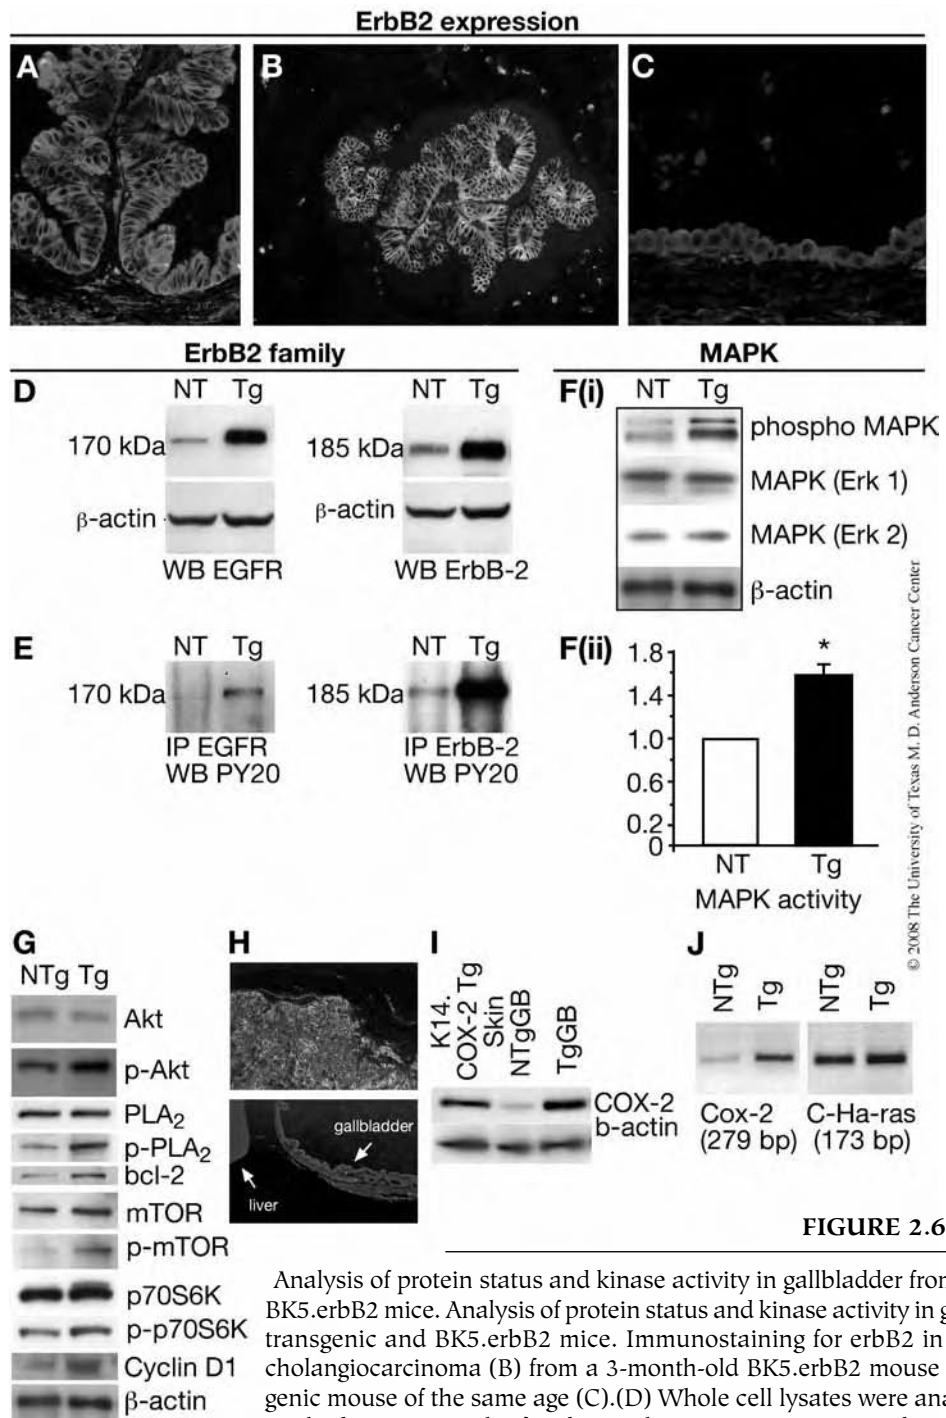 ErbB2 expression
A
B
C
ErbB2 family
MAPK
D
NT Tg
170 kDa
β-actin
WB EGFR
NT Tg
185 kDa
β-actin
WB ErbB-2
F(i)
NT Tg
phospho MAPK
MAPK (Erk 1)
MAPK (Erk 2)
β-actin
E
NT Tg
170 kDa
IP EGFR
WB PY20
NT Tg
185 kDa
IP ErbB-2
WB PY20
F(ii)
1.8
1.4
1.0
0.6
0.2
0
*
NT Tg
MAPK activity
© 2008 The University of Texas M. D. Anderson Cancer Center
G
NTg Tg
Akt
p-Akt
PLA2
p-PLA2
bcl-2
mTOR
p-mTOR
p70S6K
p-p70S6K
Cyclin D1
β-actin
H
gallbladder
liver
I
K14.
COX-2 Tg
Skin
NTgGB
TgGB
COX-2
b-actin
J
NTg
Tg
NTg
Tg
Cox-2
(279 bp)
C-Ha-ras
(173 bp)
FIGURE 2.6
Analysis of protein status and kinase activity in gallbladder from
BK5.erbB2 mice. Analysis of protein status and kinase activity in g
transgenic and BK5.erbB2 mice. Immunostaining for erbB2 in
cholangiocarcinoma (B) from a 3-month-old BK5.erbB2 mouse
genic mouse of the same age (C).(D) Whole cell lysates were ana